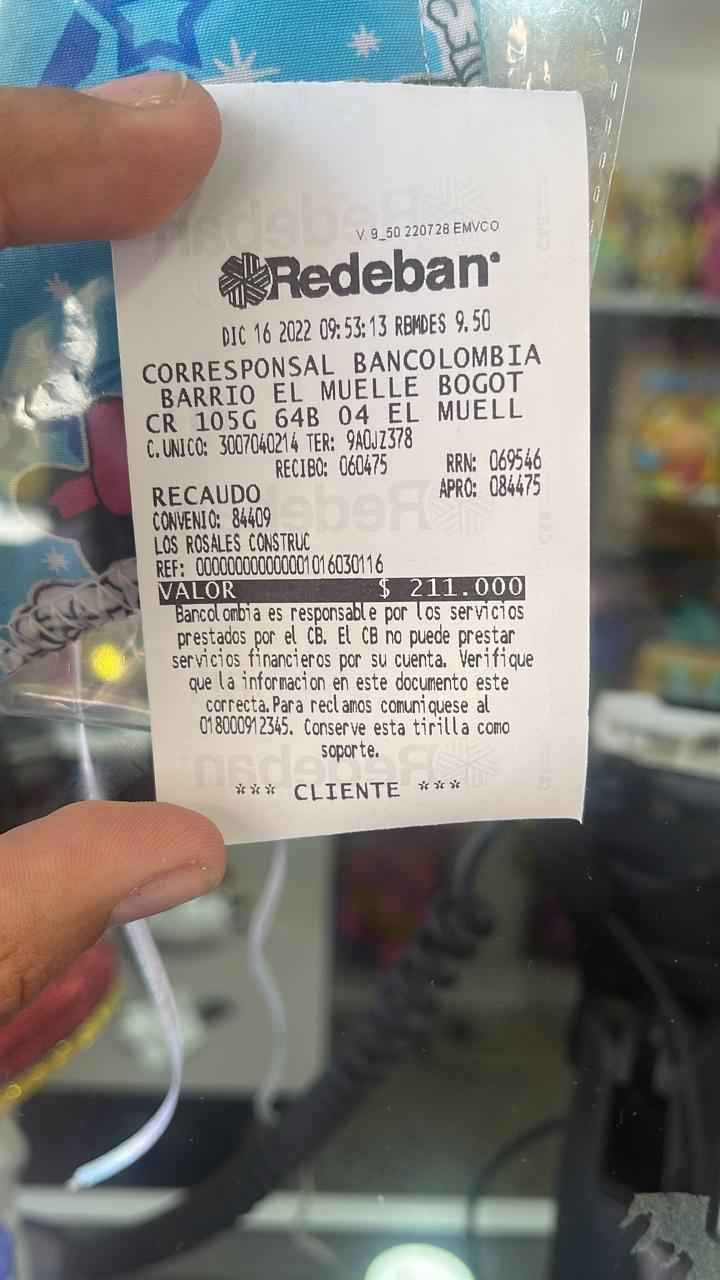 V. 9_50 220728 EMVCO
Redeban
DIC 16 2022 09:53:13 RBMDES 9.50
CORRESPONSAL BANCOLOMBIA
BARRIO EL MUELLE BOGOT
CR 105G 64B 04 EL MUELL
C.UNICO: 3007040214 TER: 9A0JZ378
RECIBO: 060475 RRN: 069546
RECAUDO APRO: 084475
CONVENIO: 84409
LOS ROSALES CONSTRUC
REF: 00000000000001016030116
VALOR $ 211.000
Bancolombia es responsable por los servicios
prestados por el CB. El CB no puede prestar
servicios financieros por su cuenta. Verifique
que la informacion en este documento este
correcta.Para reclamos comuniquese al
018000912345. Conserve esta tirilla como
soporte.
*** CLIENTE ***